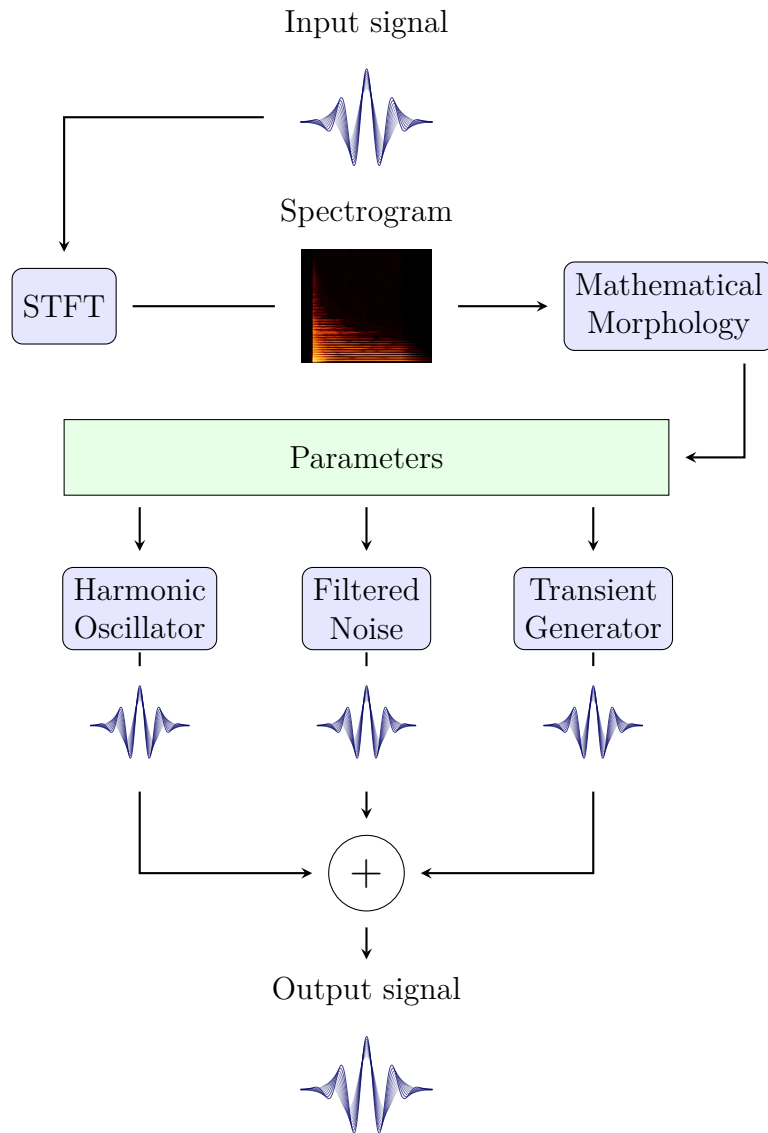 Input signal
Spectrogram
STFT
Mathematical
Morphology
Parameters
Harmonic
Oscillator
Filtered
Noise
Transient
Generator
+
Output signal